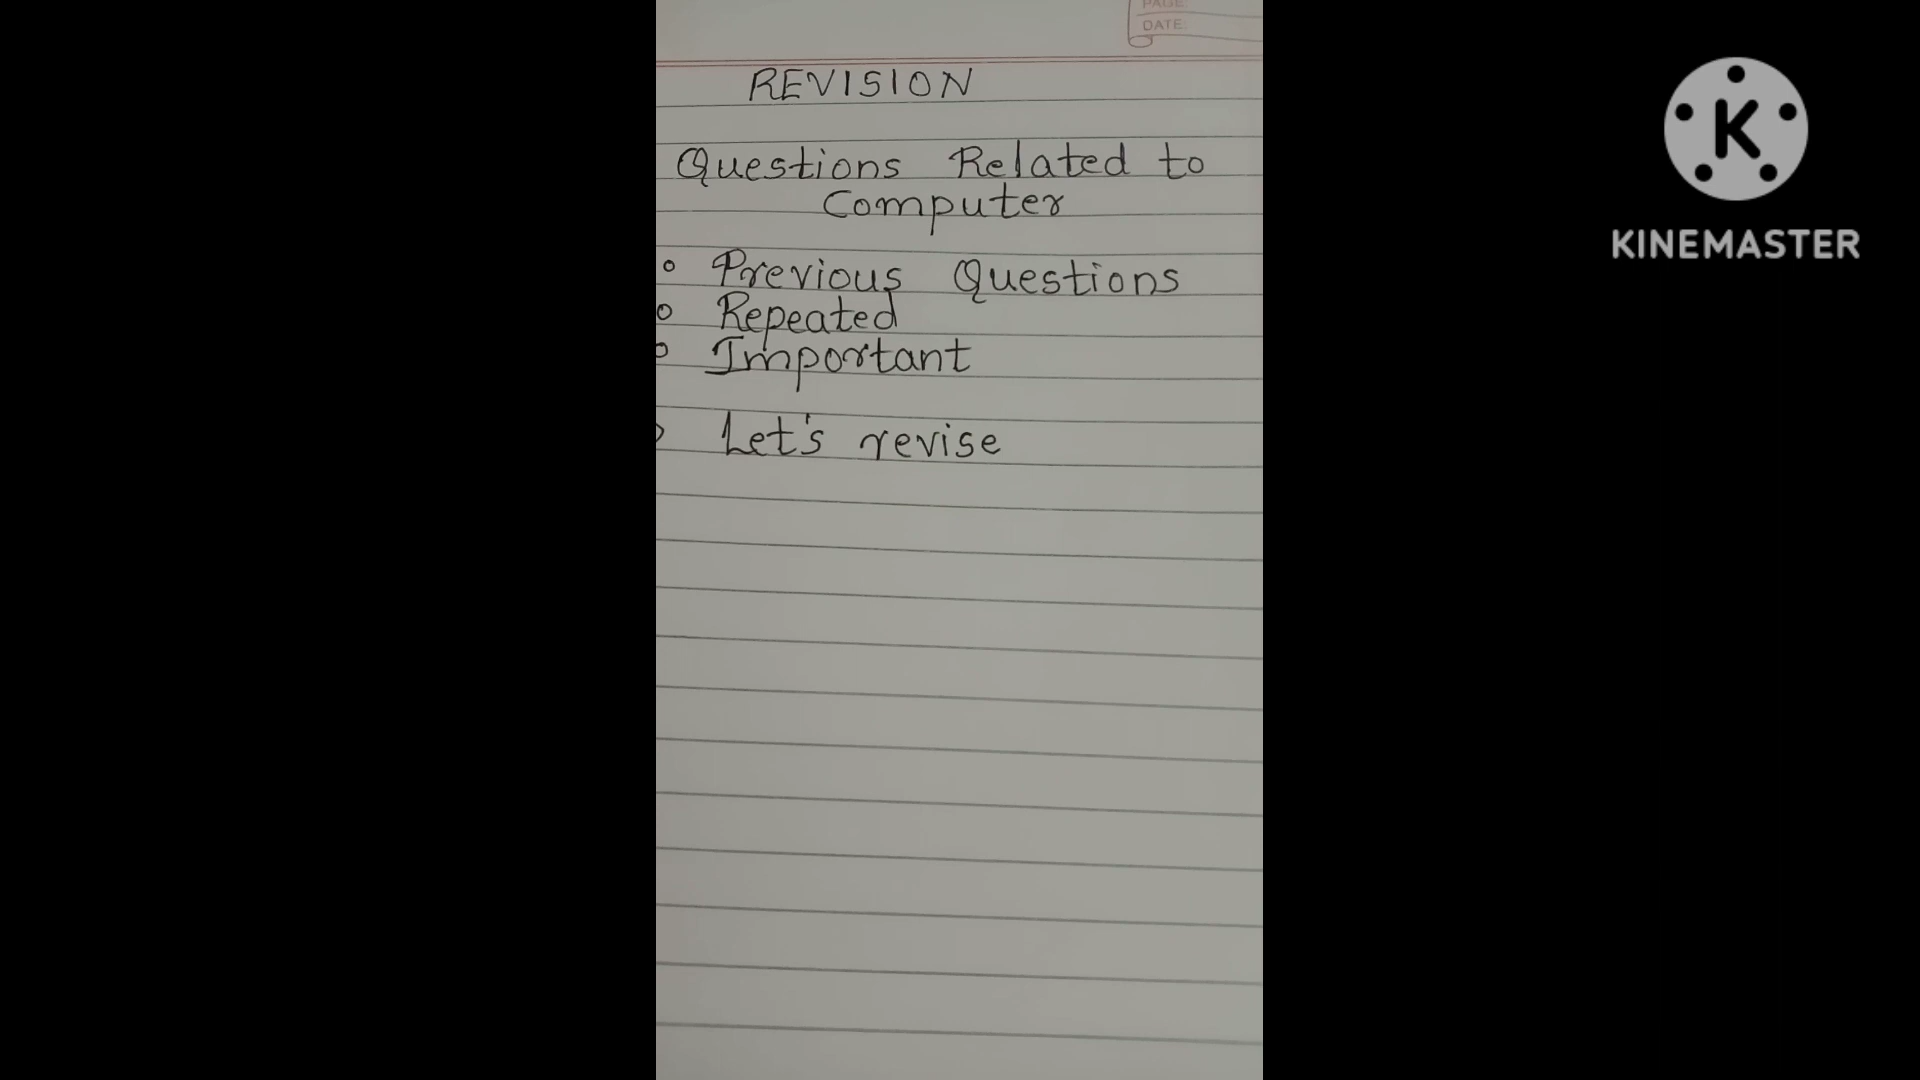 PAGE:
DATE:
REVISION
Questions Related to
Computer
Previous Questions
Repeated
Important
Let's revise
K
KINEMASTER